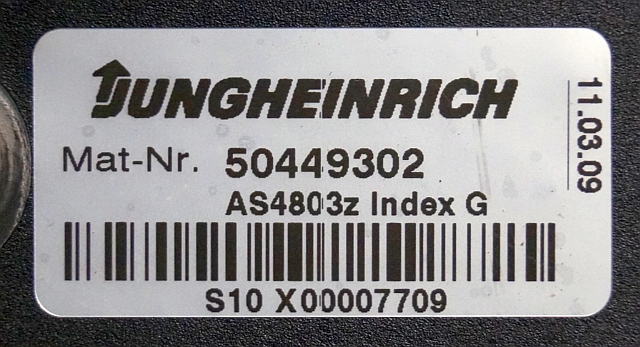 JUNGHEINRICH
Mat-Nr. 50449302
AS4803z Index G
S10 X00007709
11.03.09